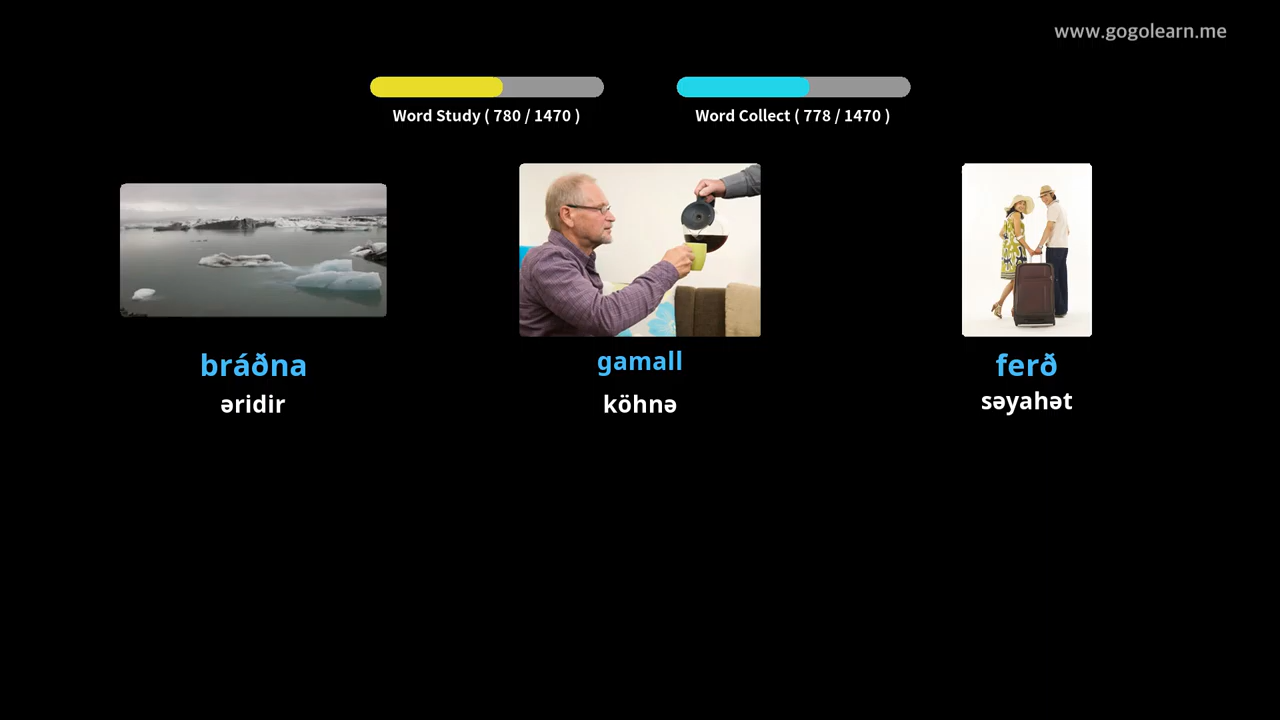 www.gogolearn.me
Word Study ( 780 / 1470 )
Word Collect ( 778 / 1470 )
bráðna
əridir
gamall
köhnə
ferð
səyahət